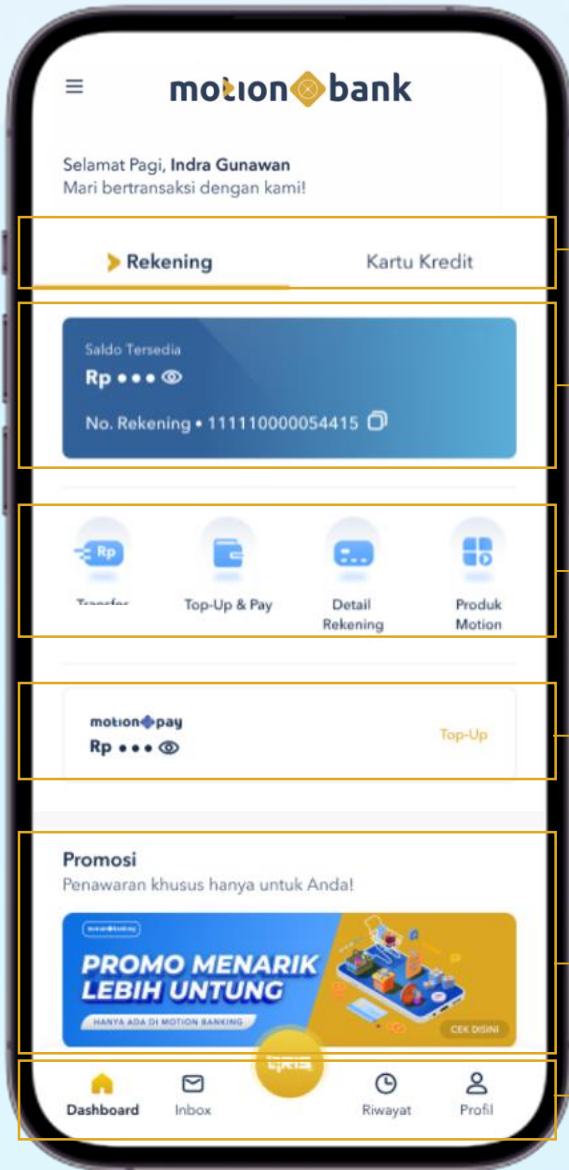 motion bank
Selamat Pagi, Indra Gunawan
Mari bertransaksi dengan kami!
Rekening
Kartu Kredit
Saldo Tersedia
Rp •••
No. Rekening • 111110000054415
Rp
Transfer
Top-Up & Pay
Detail Rekening
Produk Motion
motion pay
Rp •••
Top-Up
Promosi
Penawaran khusus hanya untuk Anda!
PROMO MENARIK
LEBIH UNTUNG
HANYA ADA DI MOTION BANKING
CEK DISINI
QRIS
Dashboard
Inbox
Riwayat
Profil